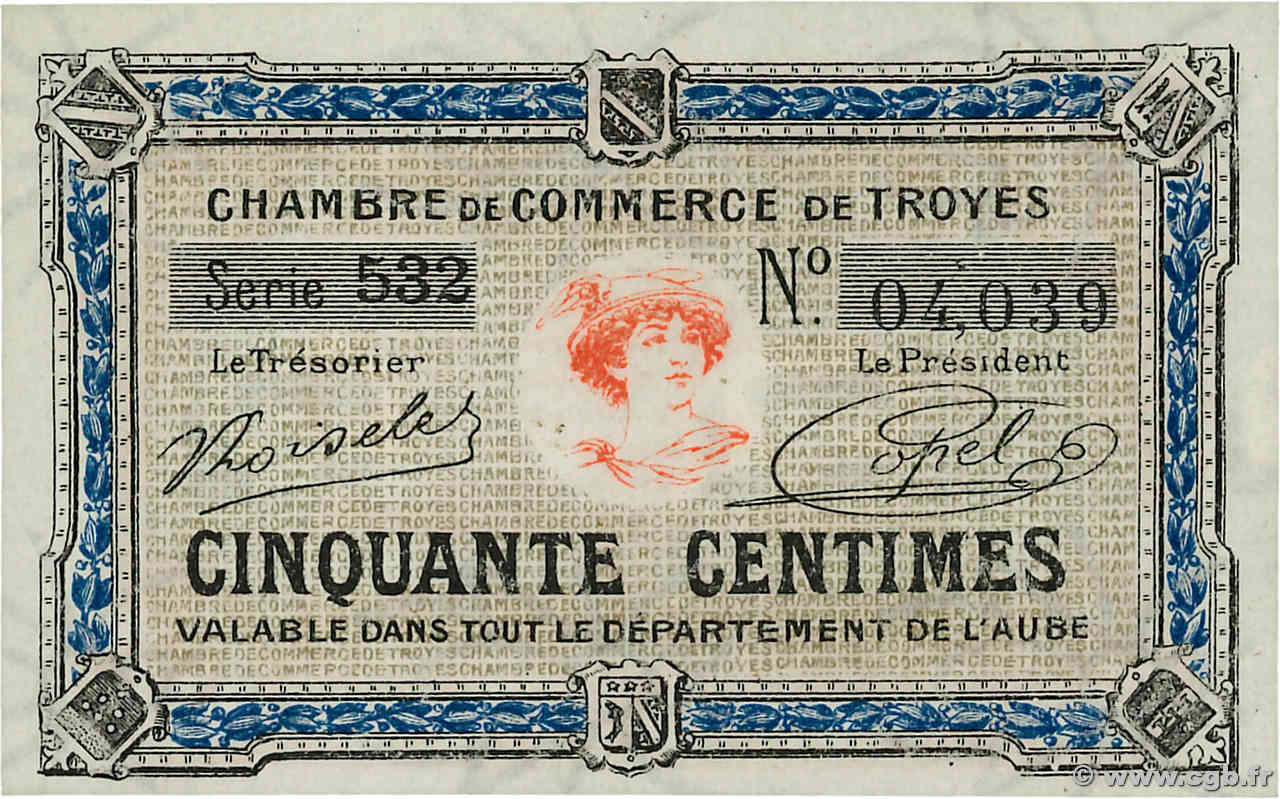 CHAMBRE DE COMMERCE DE TROYES
Serie 532 Nº. 04,039
Le Trésorier Le Président
CINQUANTE CENTIMES
VALABLE DANS TOUT LE DÉPARTEMENT DE L'AUBE
© www.cgb.fr